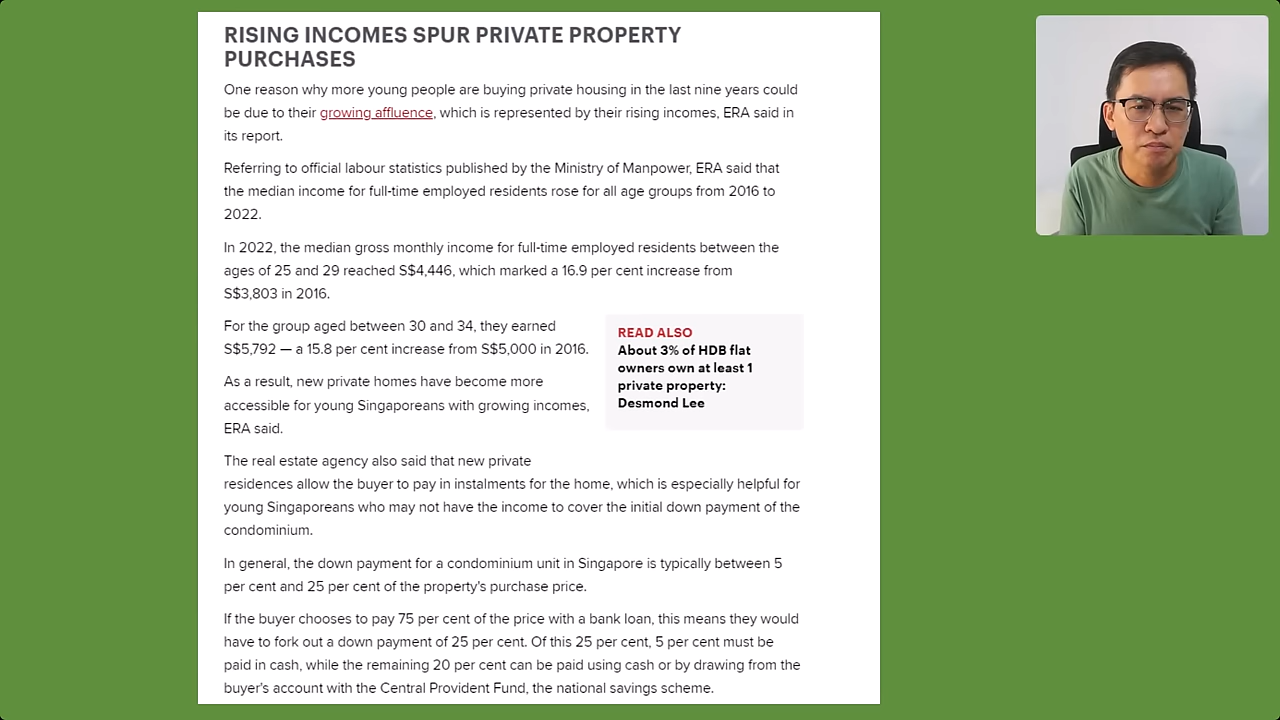 RISING INCOMES SPUR PRIVATE PROPERTY
PURCHASES
One reason why more young people are buying private housing in the last nine years could
be due to their growing affluence, which is represented by their rising incomes, ERA said in
its report.
Referring to official labour statistics published by the Ministry of Manpower, ERA said that
the median income for full-time employed residents rose for all age groups from 2016 to
2022.
In 2022, the median gross monthly income for full-time employed residents between the
ages of 25 and 29 reached S$4,446, which marked a 16.9 per cent increase from
S$3,803 in 2016.
For the group aged between 30 and 34, they earned
S$5,792 — a 15.8 per cent increase from S$5,000 in 2016.
As a result, new private homes have become more
accessible for young Singaporeans with growing incomes,
ERA said.
READ ALSO
About 3% of HDB flat
owners own at least 1
private property:
Desmond Lee
The real estate agency also said that new private
residences allow the buyer to pay in instalments for the home, which is especially helpful for
young Singaporeans who may not have the income to cover the initial down payment of the
condominium.
In general, the down payment for a condominium unit in Singapore is typically between 5
per cent and 25 per cent of the property's purchase price.
If the buyer chooses to pay 75 per cent of the price with a bank loan, this means they would
have to fork out a down payment of 25 per cent. Of this 25 per cent, 5 per cent must be
paid in cash, while the remaining 20 per cent can be paid using cash or by drawing from the
buyer's account with the Central Provident Fund, the national savings scheme.